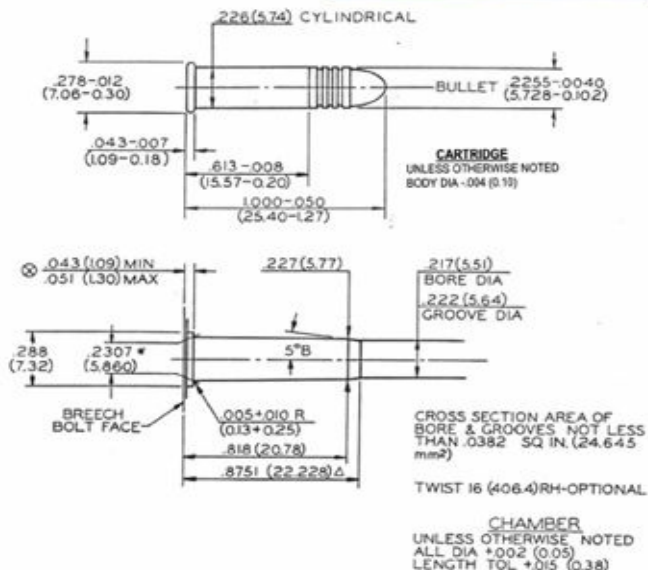 .226 (5.74) CYLINDRICAL
.278-.012
(7.06-0.30)
BULLET .2255-.0040
(5.728-0.102)
.043-.007
(1.09-0.18)
.613-.008
(15.57-0.20)
CARTRIDGE
UNLESS OTHERWISE NOTED
BODY DIA -.004 (0.10)
1.000-.050
(25.40-1.27)
⊗ .043 (1.09) MIN
.051 (1.30) MAX
.227 (5.77)
.217 (5.51)
BORE DIA
.222 (5.64)
GROOVE DIA
.288
(7.32)
.2307 *
(5.860)
5°B
BREECH
BOLT FACE
.005+.010 R
(0.13+0.25)
.818 (20.78)
.8751 (22.228) Δ
CROSS SECTION AREA OF
BORE & GROOVES NOT LESS
THAN .0382 SQ IN. (24.645
mm²)
TWIST 16 (406.4) RH-OPTIONAL
CHAMBER
UNLESS OTHERWISE NOTED
ALL DIA +.002 (0.05)
LENGTH TOL +.015 (0.38)